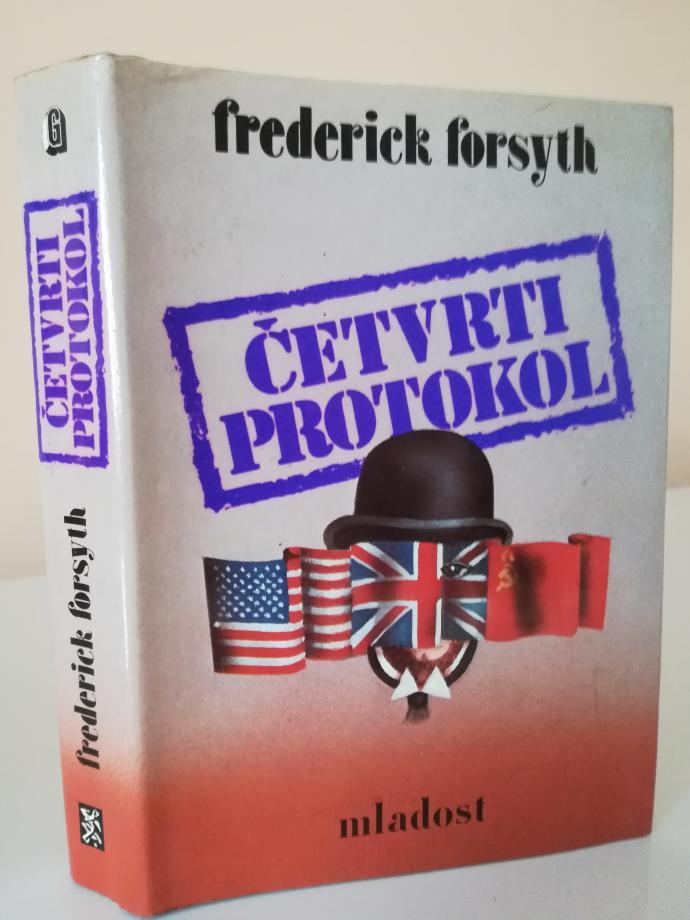 G
ČETVRTI
PROTOKOL
frederick forsyth
frederick forsyth
ČETVRTI
PROTOKOL
mladost